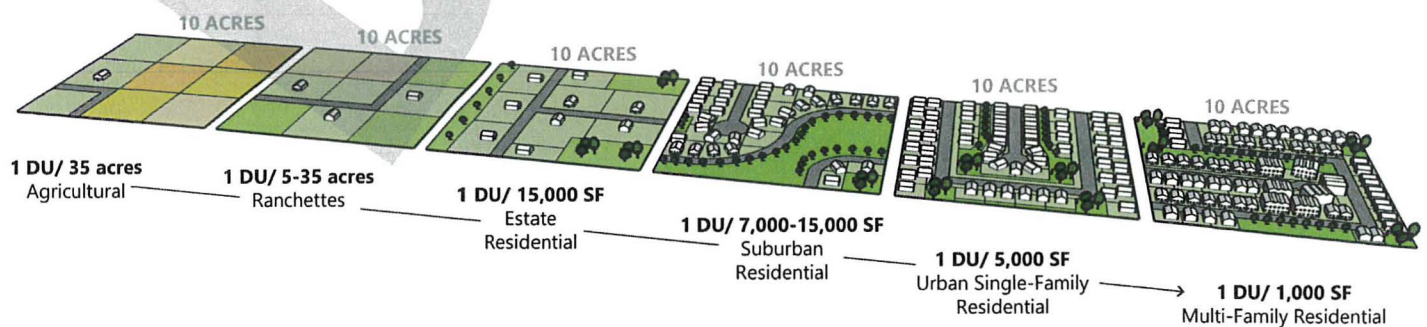 10 ACRES
10 ACRES
10 ACRES
10 ACRES
10 ACRES
10 ACRES
1 DU/ 35 acres
Agricultural
1 DU/ 5-35 acres
Ranchettes
1 DU/ 15,000 SF
Estate
Residential
1 DU/ 7,000-15,000 SF
Suburban
Residential
1 DU/ 5,000 SF
Urban Single-Family
Residential
1 DU/ 1,000 SF
Multi-Family Residential